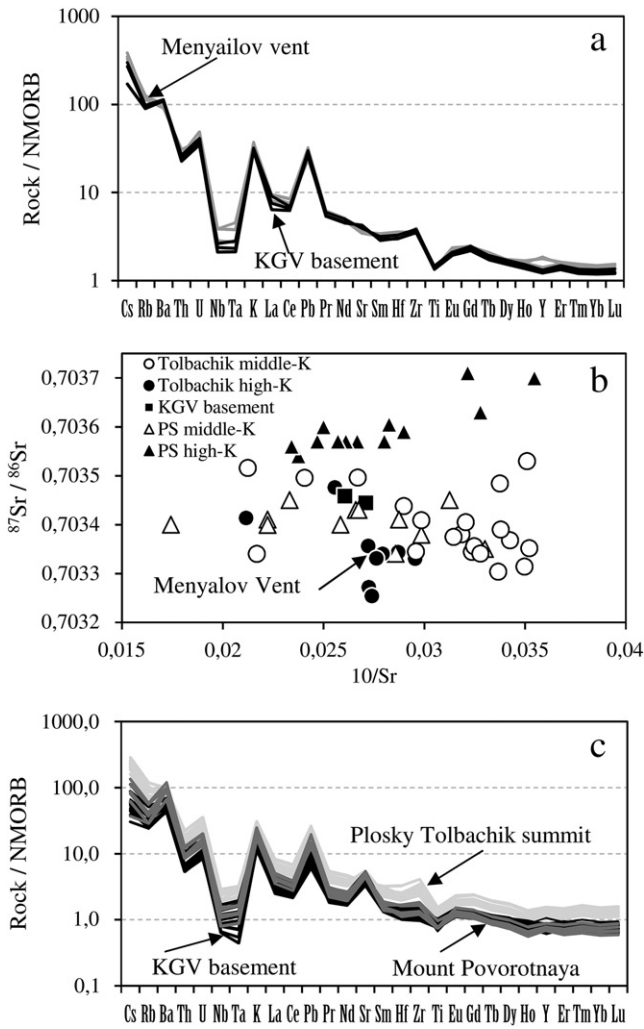 a
1000
100
10
1
Rock / NMORB
Menyailov vent
KGV basement
Cs Rb Ba Th U Nb Ta K La Ce Pb Pr Nd Sr Sm Hf Zr Ti Eu Gd Tb Dy Ho Y Er Tm Yb Lu
b
0,7037
0,7036
0,7035
0,7034
0,7033
0,7032
87Sr / 86Sr
Tolbachik middle-K
Tolbachik high-K
KGV basement
PS middle-K
PS high-K
Menyalov Vent
0,015 0,02 0,025 0,03 0,035 0,04
10/Sr
c
1000,0
100,0
10,0
1,0
0,1
Rock / NMORB
Plosky Tolbachik summit
KGV basement
Mount Povorotnaya
Cs Rb Ba Th U Nb Ta K La Ce Pb Pr Nd Sr Sm Hf Zr Ti Eu Gd Tb Dy Ho Y Er Tm Yb Lu